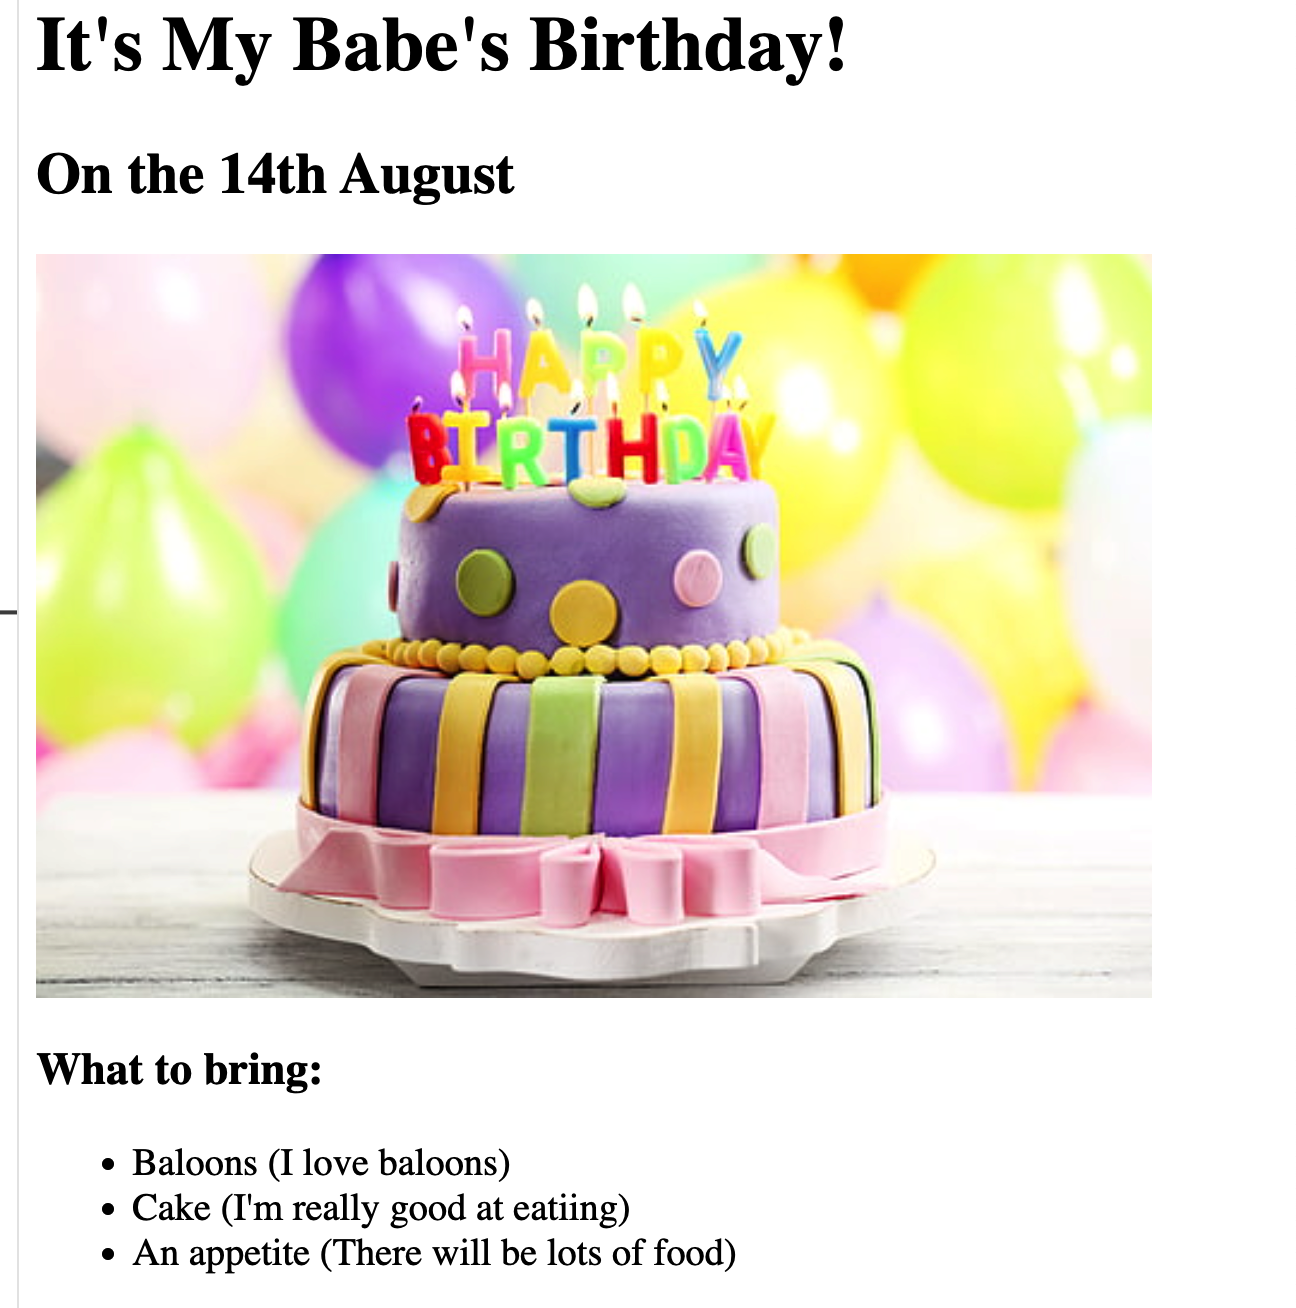 It's My Babe's Birthday!
On the 14th August
HAPPY
BIRTHDAY
What to bring:
Baloons (I love baloons)
Cake (I'm really good at eatiing)
An appetite (There will be lots of food)